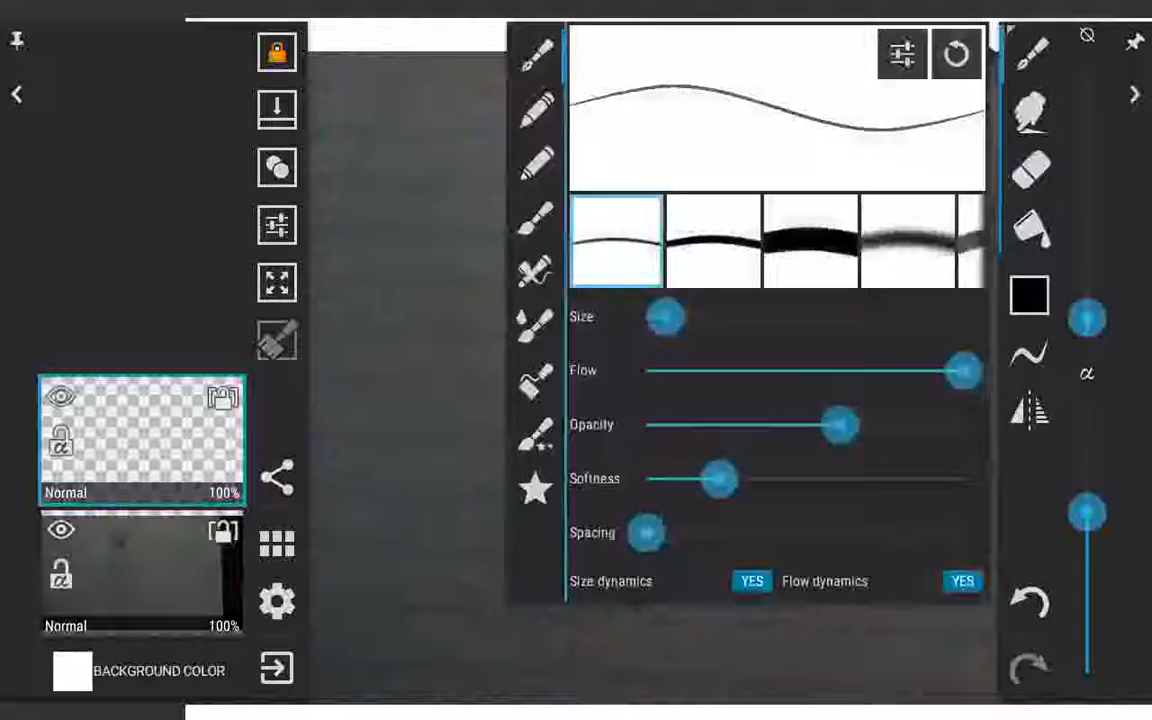 Size
Flow
Opacity
Softness
Spacing
Size dynamics YES Flow dynamics YES
α
α
Normal 100%
α
Normal 100%
BACKGROUND COLOR